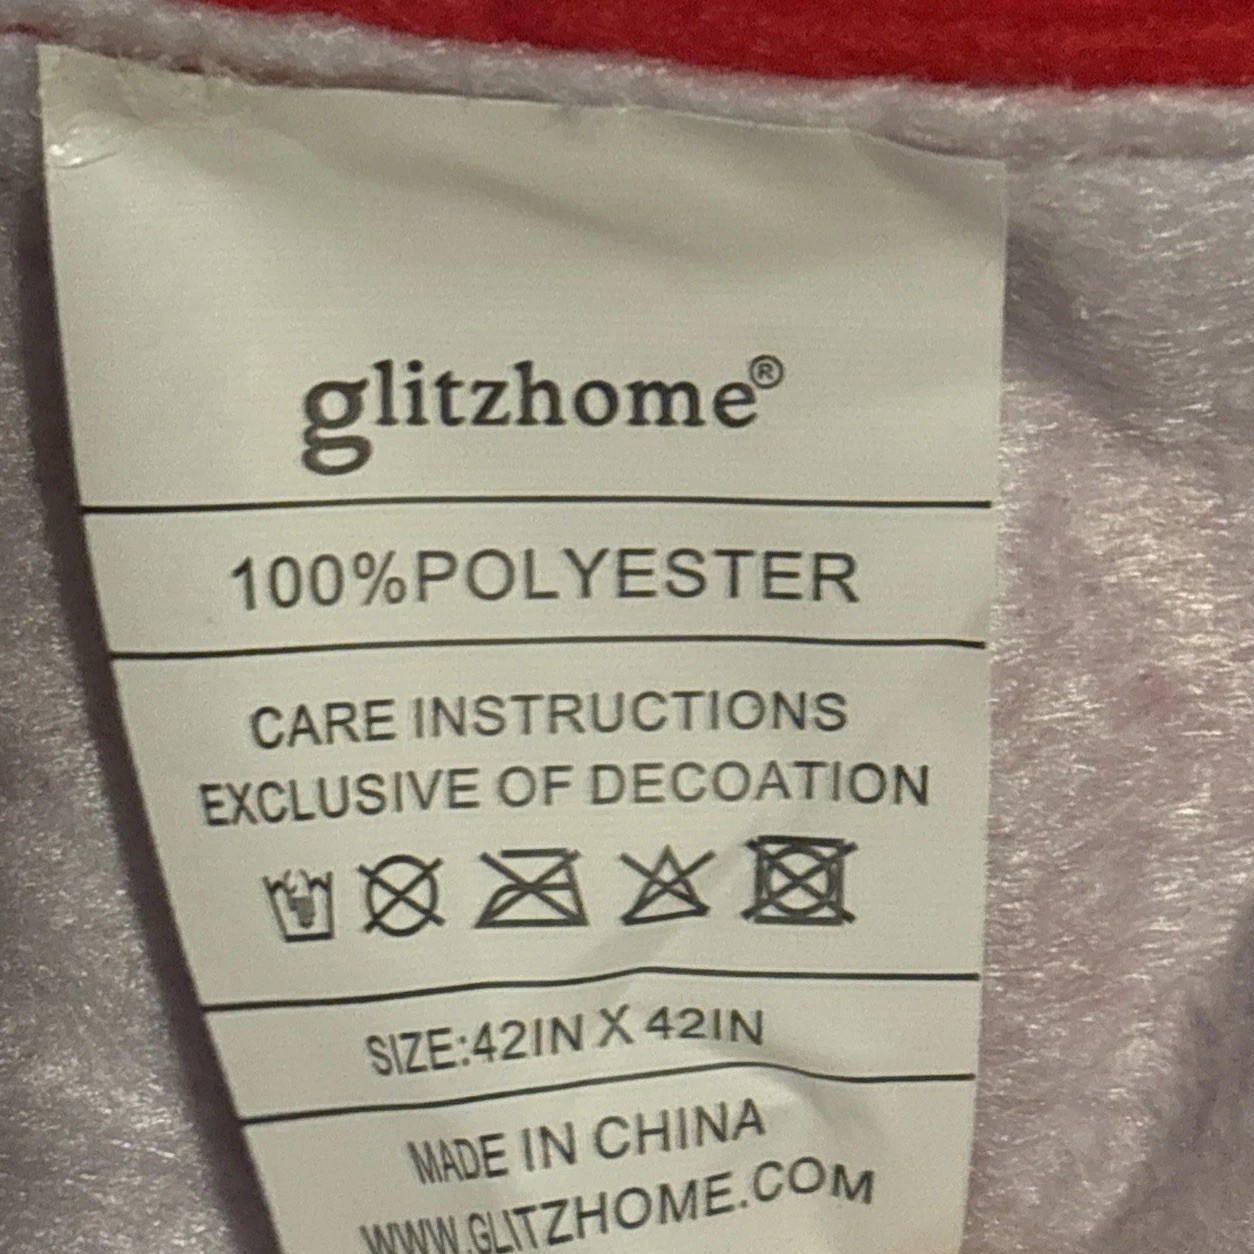 glitzhome®
100%POLYESTER
CARE INSTRUCTIONS
EXCLUSIVE OF DECOATION
SIZE:42IN X 42IN
MADE IN CHINA
WWW.GLITZHOME.COM